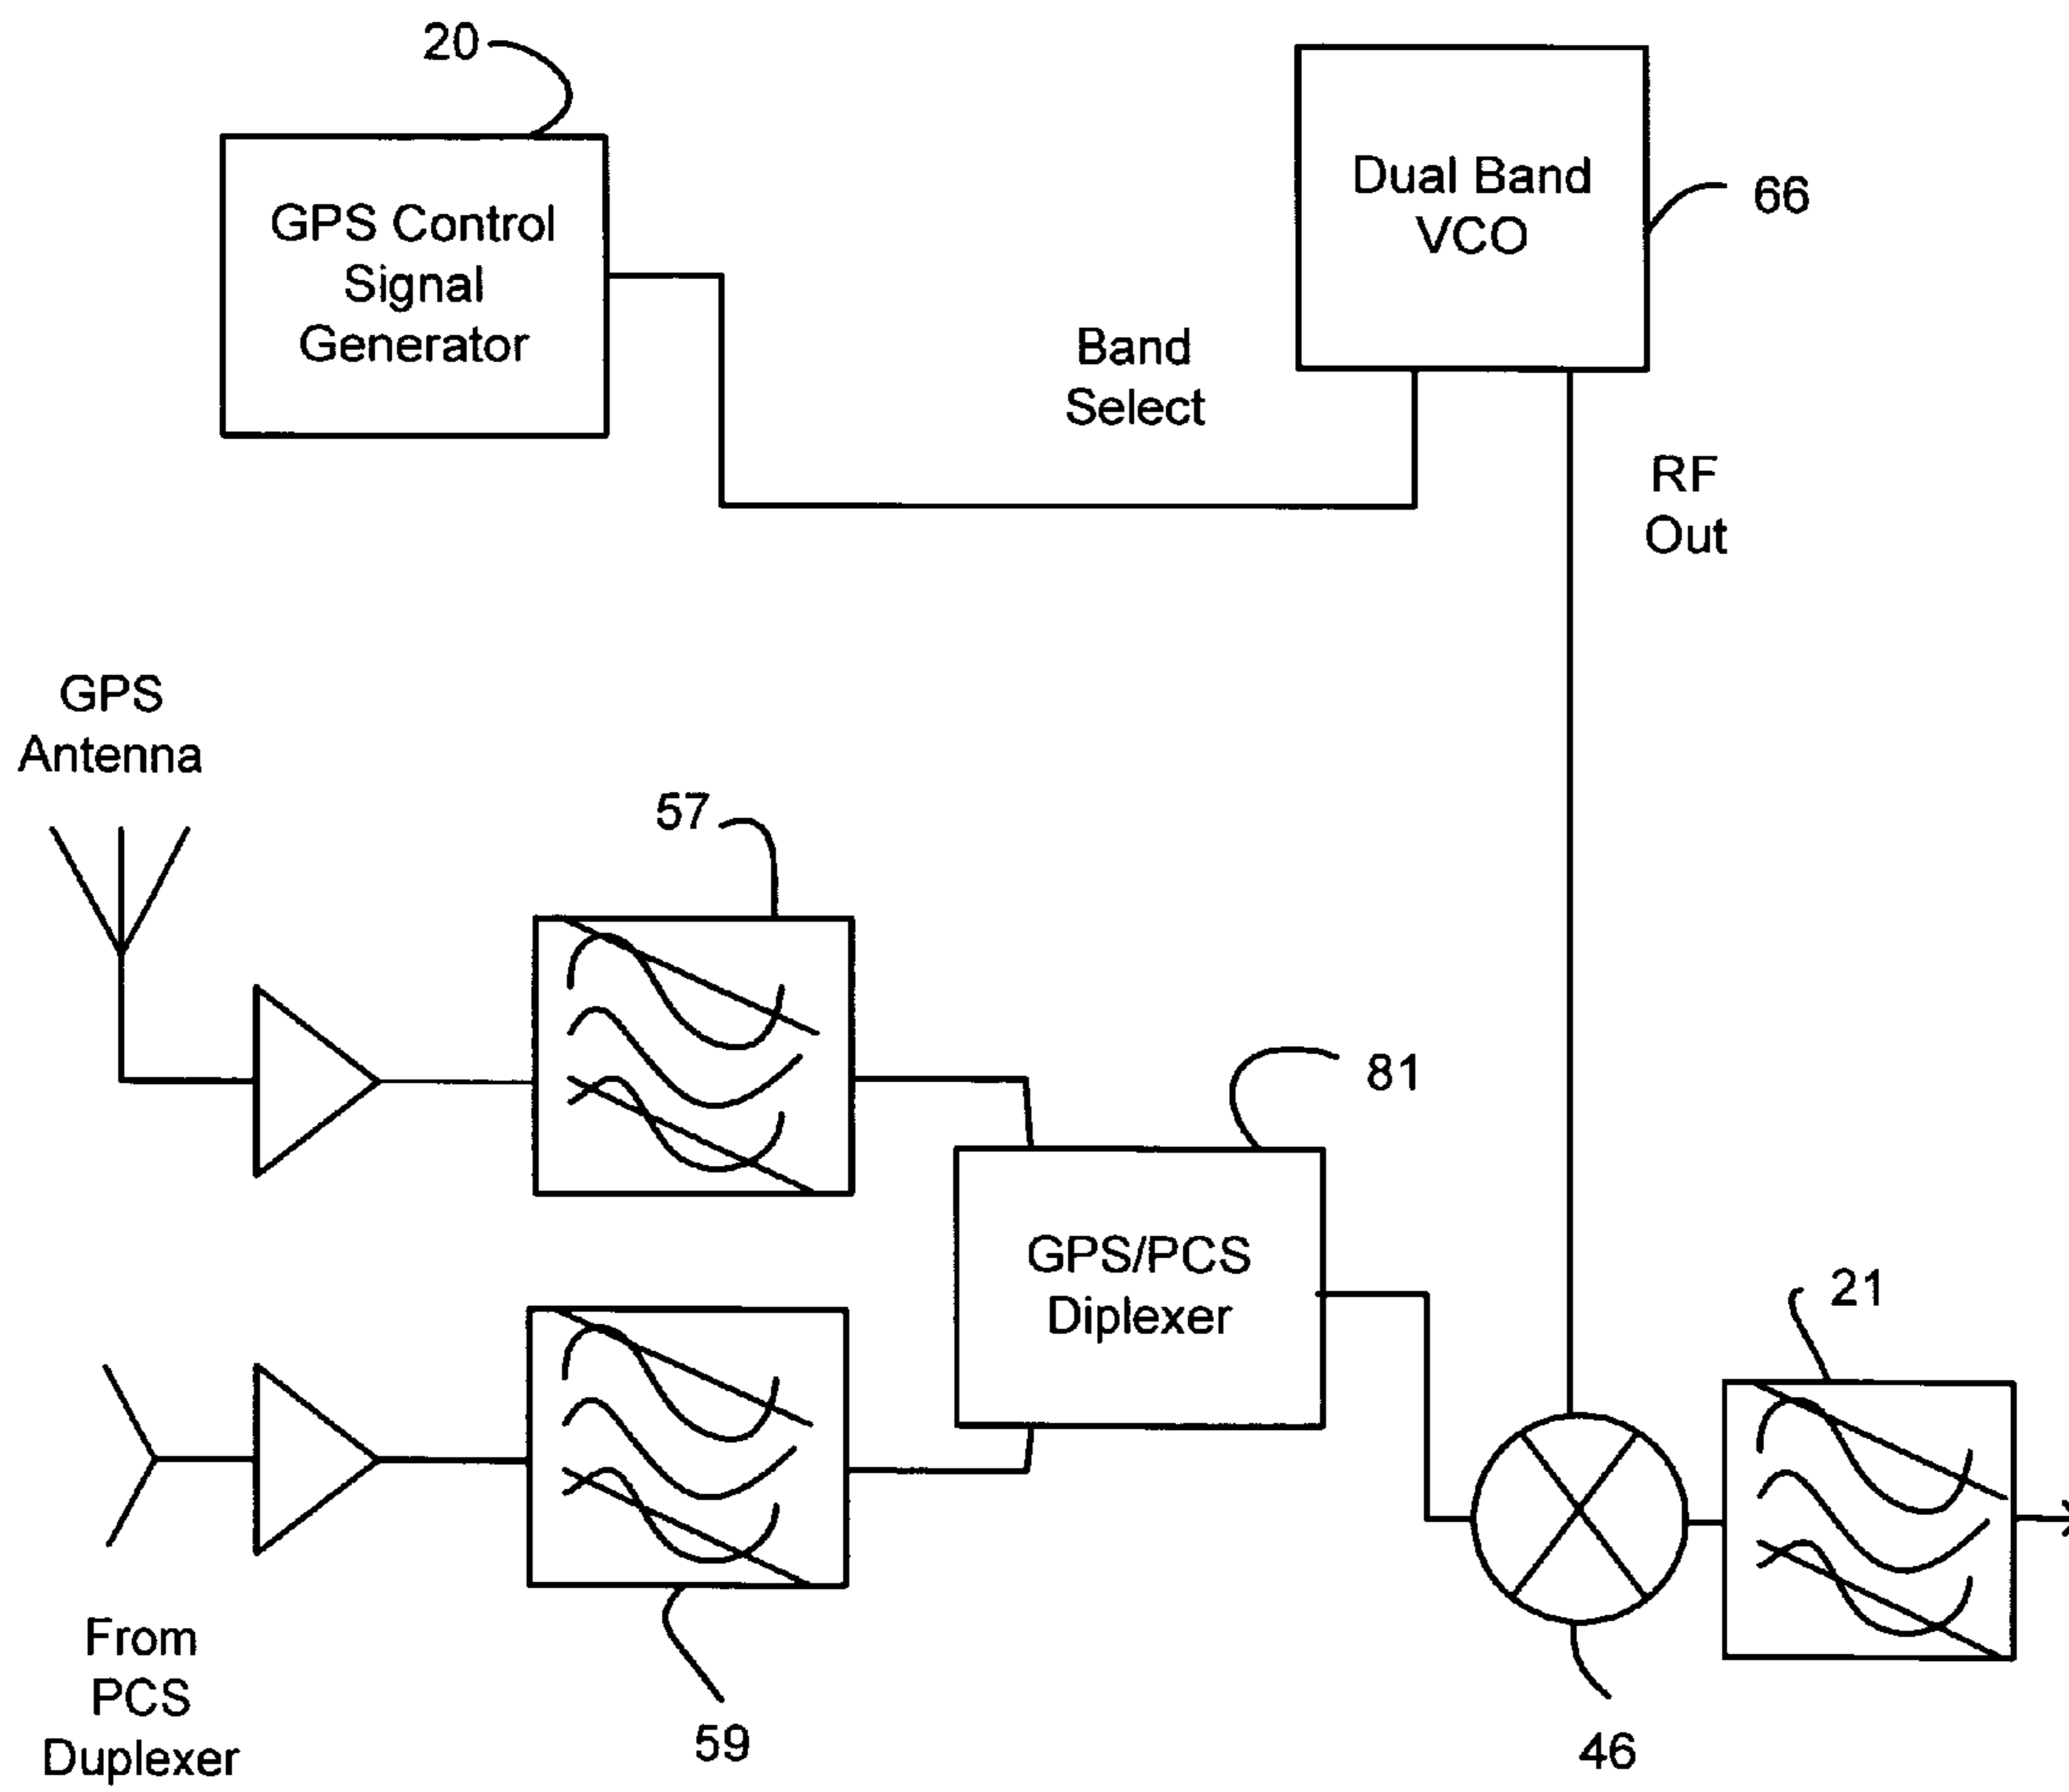 20
GPS Control
Signal
Generator
Dual Band
VCO
66
Band
Select
RF
Out
GPS
Antenna
57
81
GPS/PCS
Diplexer
21
From
PCS
Duplexer
59
46